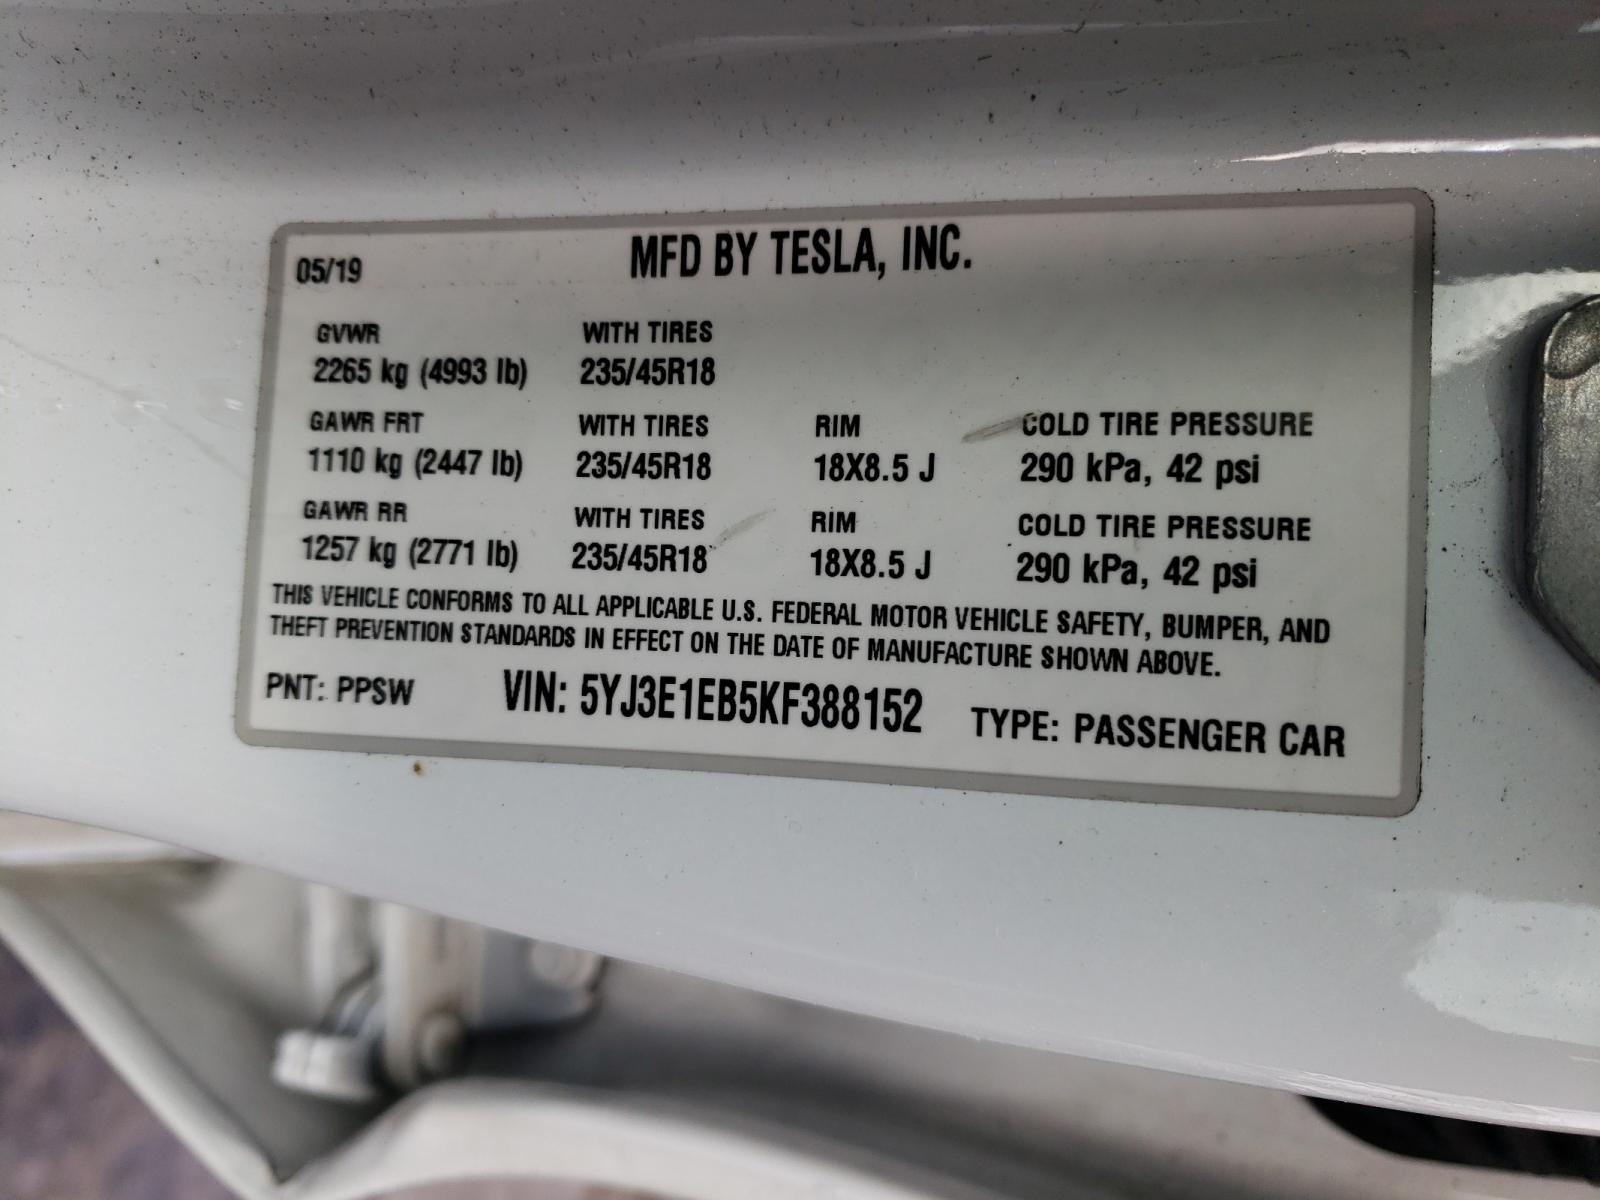 05/19 MFD BY TESLA, INC.
GVWR WITH TIRES
2265 kg (4993 lb) 235/45R18
GAWR FRT WITH TIRES RIM COLD TIRE PRESSURE
1110 kg (2447 lb) 235/45R18 18X8.5 J 290 kPa, 42 psi
GAWR RR WITH TIRES RIM COLD TIRE PRESSURE
1257 kg (2771 lb) 235/45R18 18X8.5 J 290 kPa, 42 psi
THIS VEHICLE CONFORMS TO ALL APPLICABLE U.S. FEDERAL MOTOR VEHICLE SAFETY, BUMPER, AND
THEFT PREVENTION STANDARDS IN EFFECT ON THE DATE OF MANUFACTURE SHOWN ABOVE.
PNT: PPSW VIN: 5YJ3E1EB5KF388152 TYPE: PASSENGER CAR